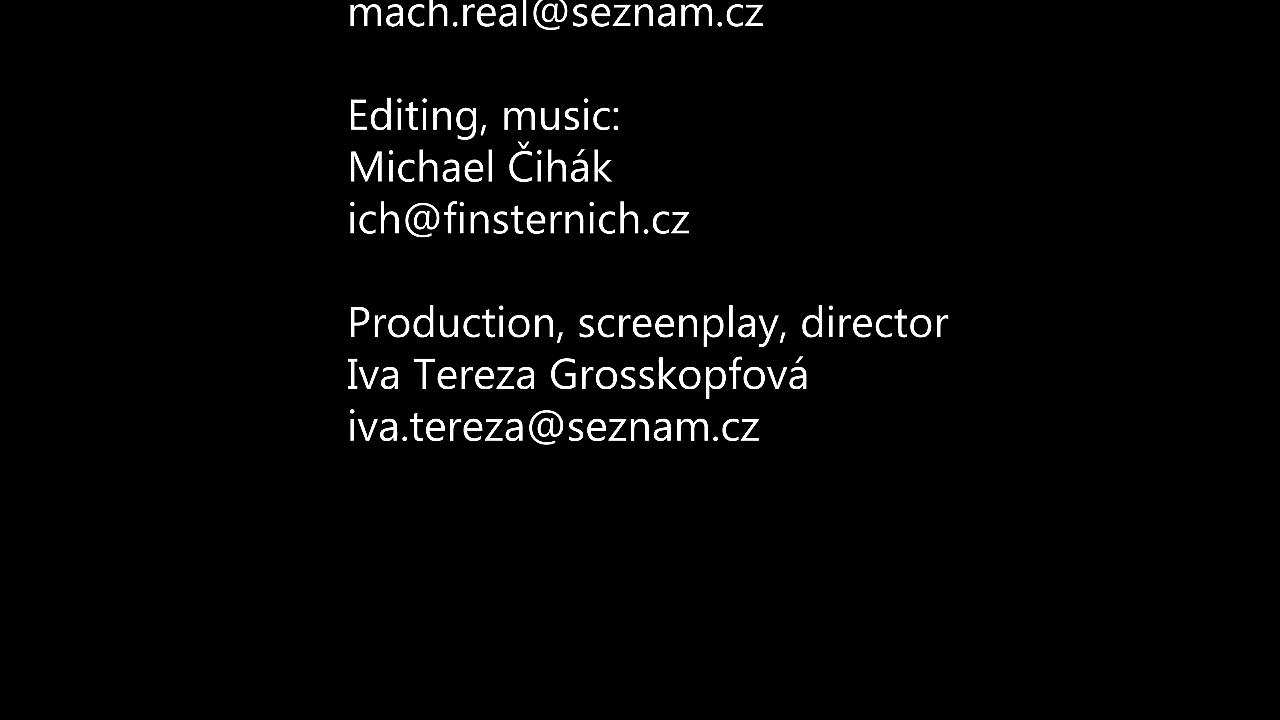 mach.real@seznam.cz
Editing, music:
Michael Čihák
ich@finsternich.cz
Production, screenplay, director
Iva Tereza Grosskopfová
iva.tereza@seznam.cz